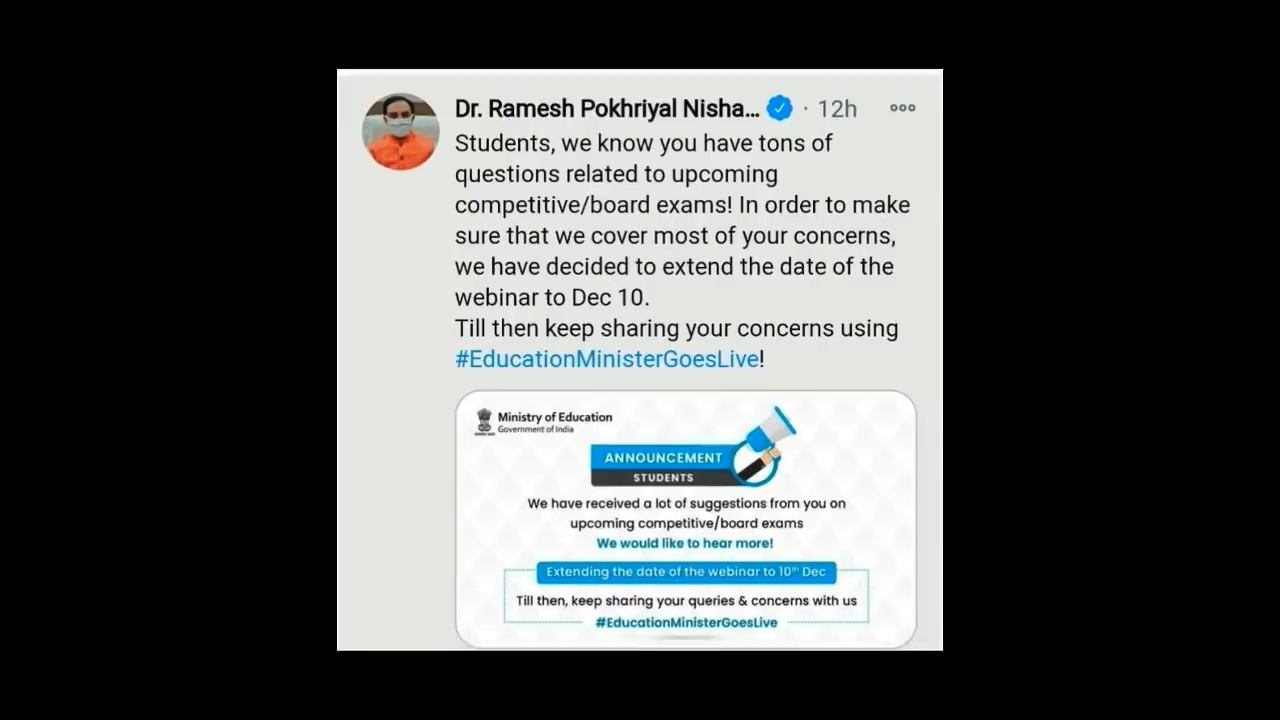 Dr. Ramesh Pokhriyal Nisha... · 12h
Students, we know you have tons of
questions related to upcoming
competitive/board exams! In order to make
sure that we cover most of your concerns,
we have decided to extend the date of the
webinar to Dec 10.
Till then keep sharing your concerns using
#EducationMinisterGoesLive!
Ministry of Education
Government of India
ANNOUNCEMENT
STUDENTS
We have received a lot of suggestions from you on
upcoming competitive/board exams
We would like to hear more!
Extending the date of the webinar to 10th Dec
Till then, keep sharing your queries & concerns with us
#EducationMinisterGoesLive